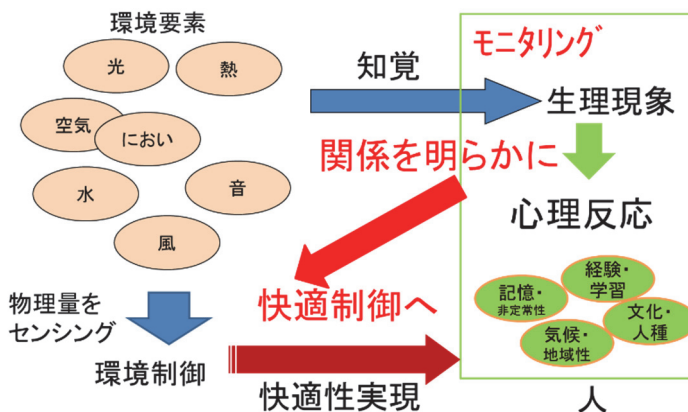 環境要素
光
熱
空気
におい
水
音
風
物理量を
センシング
環境制御
知覚
モニタリング
生理現象
関係を明らかに
心理反応
快適制御へ
快適性実現
記憶・
非定常性
経験・
学習
文化・
人種
気候・
地域性
人